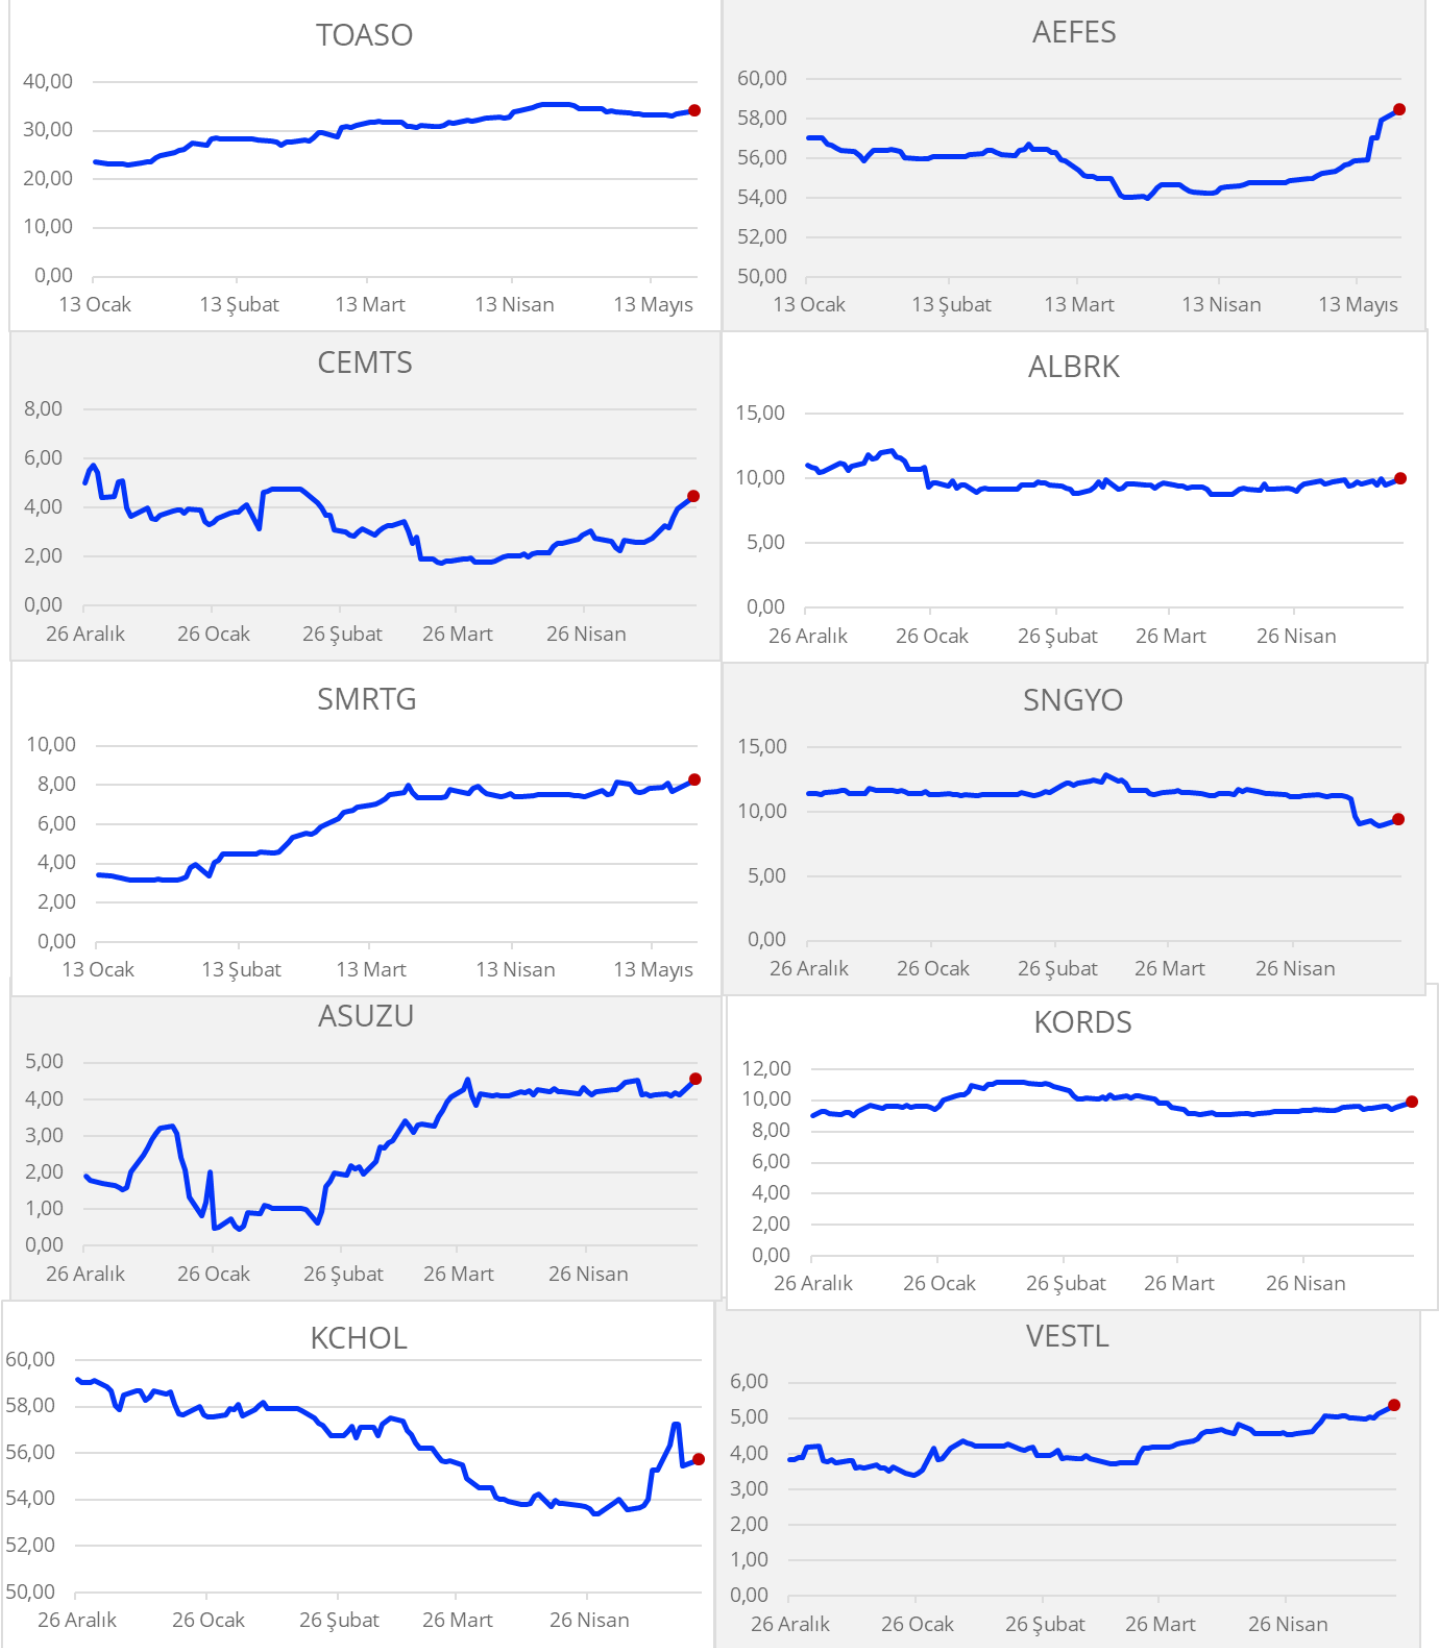 TOASO
40,00
30,00
20,00
10,00
0,00
13 Ocak 13 Şubat 13 Mart 13 Nisan 13 Mayıs
AEFES
60,00
58,00
56,00
54,00
52,00
50,00
13 Ocak 13 Şubat 13 Mart 13 Nisan 13 Mayıs
CEMTS
8,00
6,00
4,00
2,00
0,00
26 Aralık 26 Ocak 26 Şubat 26 Mart 26 Nisan
ALBRK
15,00
10,00
5,00
0,00
26 Aralık 26 Ocak 26 Şubat 26 Mart 26 Nisan
SMRTG
10,00
8,00
6,00
4,00
2,00
0,00
13 Ocak 13 Şubat 13 Mart 13 Nisan 13 Mayıs
SNGYO
15,00
10,00
5,00
0,00
26 Aralık 26 Ocak 26 Şubat 26 Mart 26 Nisan
ASUZU
5,00
4,00
3,00
2,00
1,00
0,00
26 Aralık 26 Ocak 26 Şubat 26 Mart 26 Nisan
KORDS
12,00
10,00
8,00
6,00
4,00
2,00
0,00
26 Aralık 26 Ocak 26 Şubat 26 Mart 26 Nisan
KCHOL
60,00
58,00
56,00
54,00
52,00
50,00
26 Aralık 26 Ocak 26 Şubat 26 Mart 26 Nisan
VESTL
6,00
5,00
4,00
3,00
2,00
1,00
0,00
26 Aralık 26 Ocak 26 Şubat 26 Mart 26 Nisan